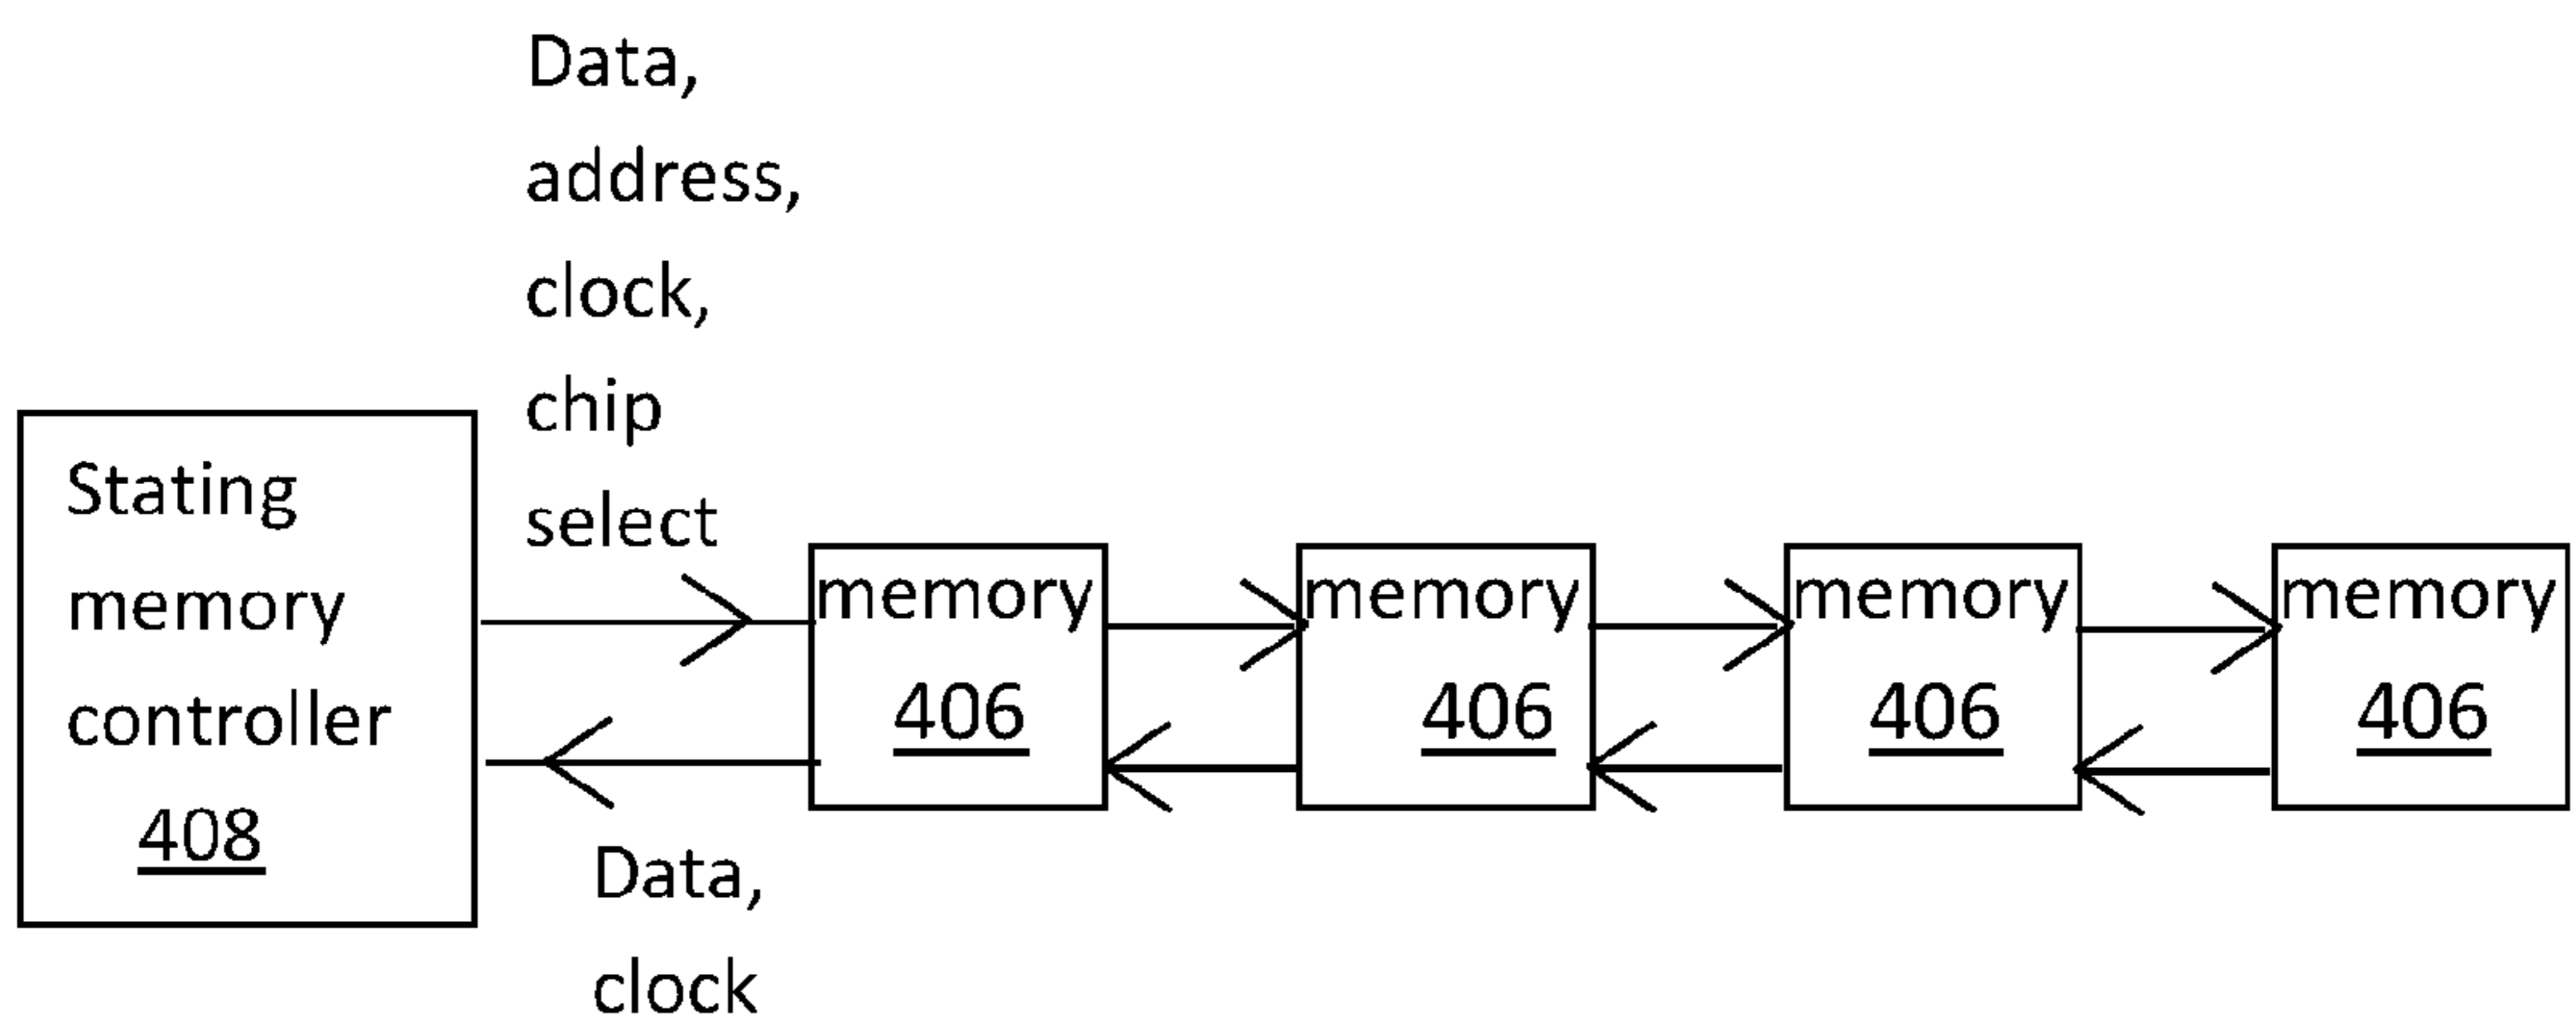 Data,
address,
clock,
chip
select
Stating
memory
controller
408
memory
406
memory
406
memory
406
memory
406
Data,
clock